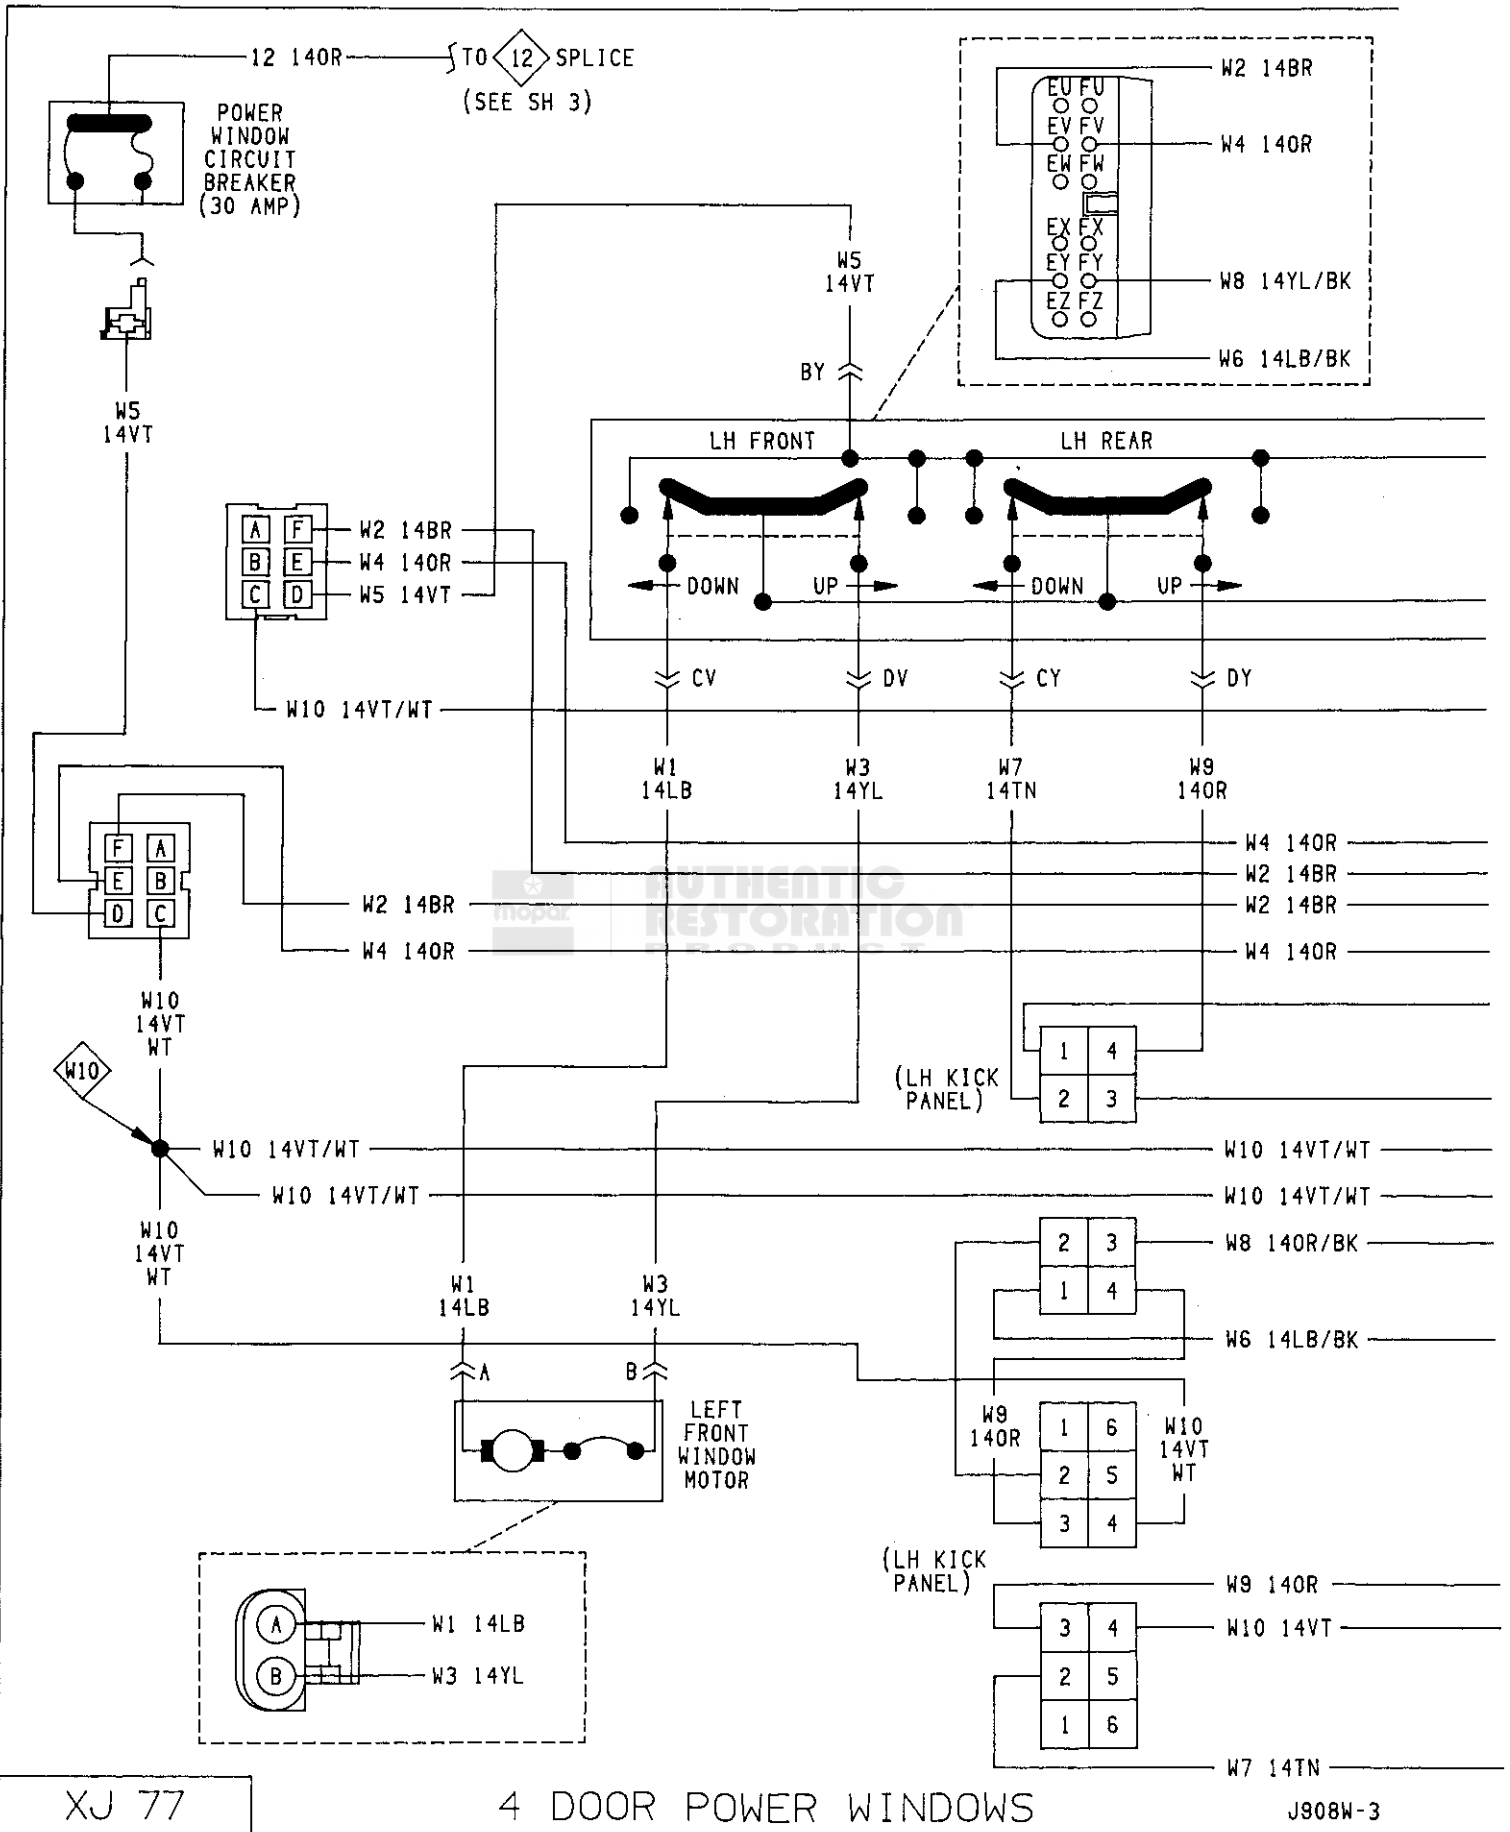 12 14OR
TO 12 SPLICE
(SEE SH 3)
POWER
WINDOW
CIRCUIT
BREAKER
(30 AMP)
W2 14BR
EU FU
EV FV
W4 14OR
EW FW
EX FX
EY FY
W8 14YL/BK
EZ FZ
W6 14LB/BK
W5
14VT
BY
W5
14VT
LH FRONT
LH REAR
A F W2 14BR
B E W4 14OR
C D W5 14VT
DOWN UP
DOWN UP
CV DV CY DY
W10 14VT/WT
W1
14LB
W3
14YL
W7
14TN
W9
14OR
F A
E B
D C
W4 14OR
W2 14BR
W2 14BR W2 14BR
W4 14OR W4 14OR
mopar
AUTHENTIC
RESTORATION
PRODUCT
W10
14VT
WT
W10
1 4
2 3
(LH KICK
PANEL)
W10 14VT/WT W10 14VT/WT
W10 14VT/WT W10 14VT/WT
W10
14VT
WT
2 3 W8 14OR/BK
1 4
W6 14LB/BK
W1
14LB
W3
14YL
A B
LEFT
FRONT
WINDOW
MOTOR
W9
14OR
1 6
2 5
3 4
W10
14VT
WT
(LH KICK
PANEL)
W9 14OR
3 4 W10 14VT
2 5
1 6
W7 14TN
A W1 14LB
B W3 14YL
XJ 77
4 DOOR POWER WINDOWS
J908W-3